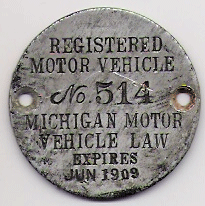 REGISTERED
MOTOR VEHICLE
No. 514
MICHIGAN MOTOR
VEHICLE LAW
EXPIRES
JUN 1909